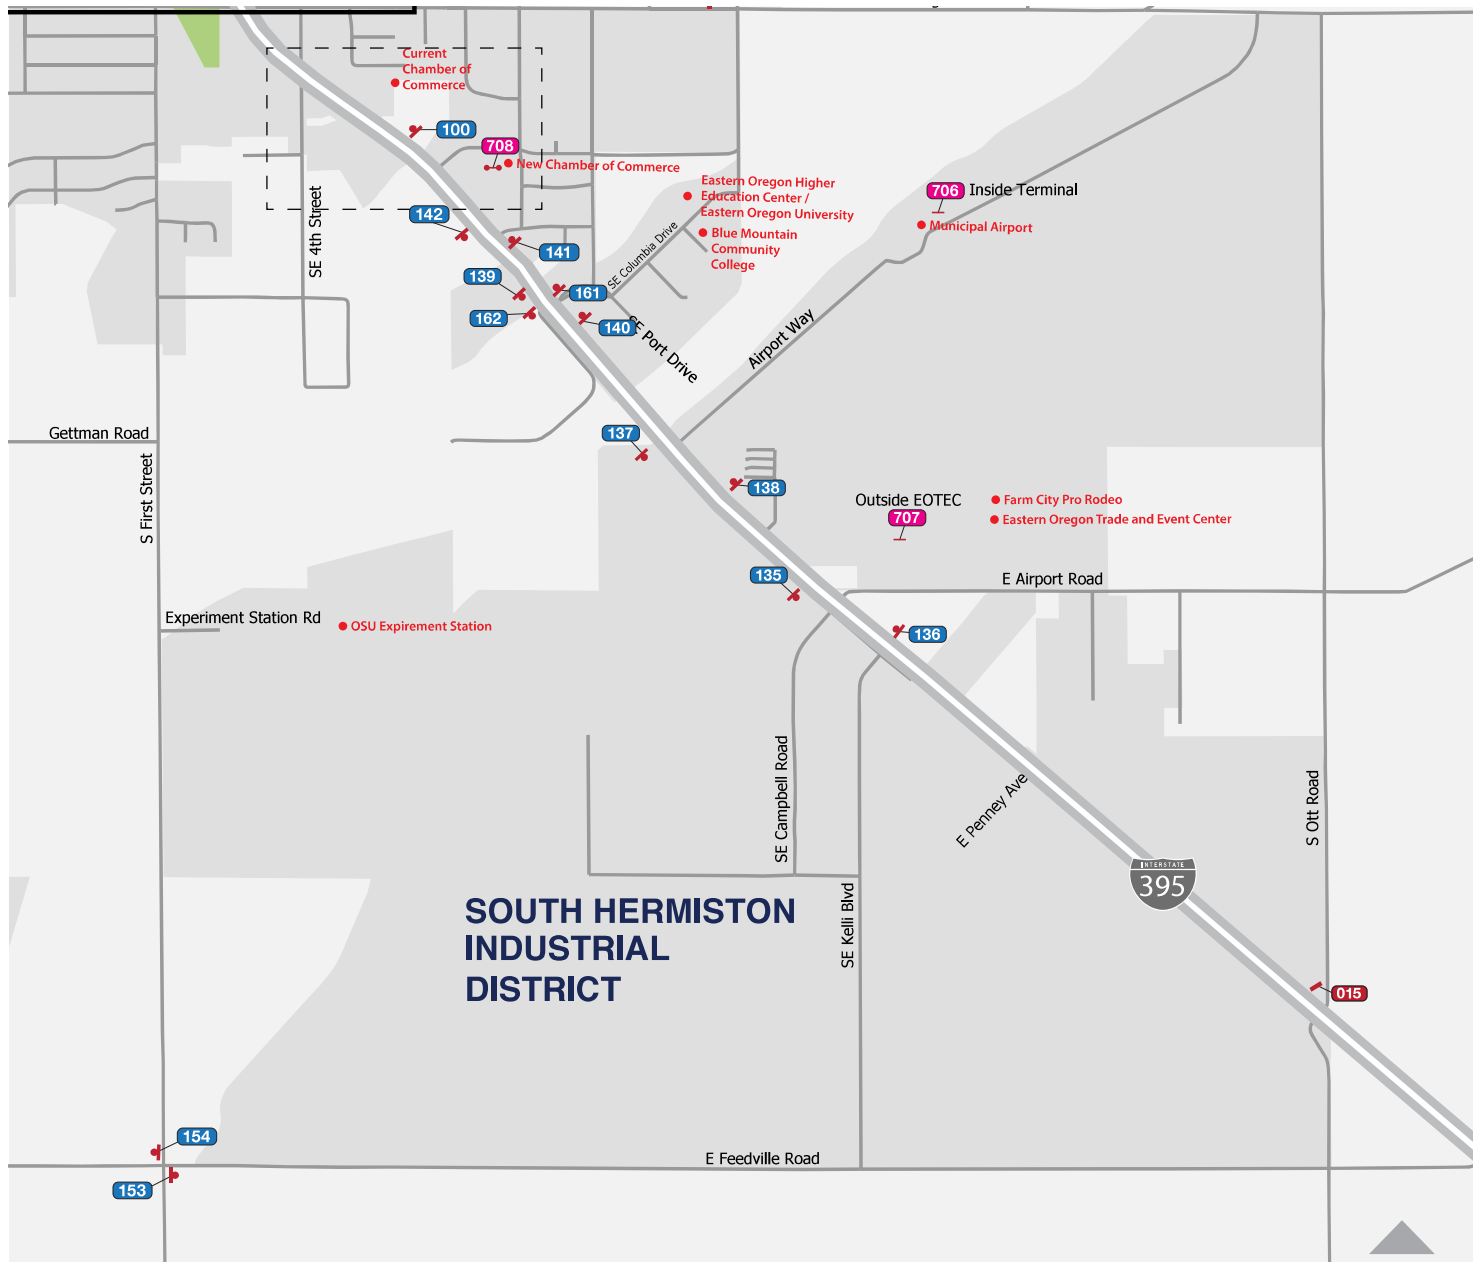 Current
Chamber of
Commerce
100
708
New Chamber of Commerce
SE 4th Street
142
141
139
162
161
140
Eastern Oregon Higher
Education Center /
Eastern Oregon University
Blue Mountain
Community
College
SE Columbia Drive
SE Port Drive
706
Inside Terminal
Municipal Airport
Airport Way
Gettman Road
S First Street
137
138
Outside EOTEC
707
Farm City Pro Rodeo
Eastern Oregon Trade and Event Center
135
E Airport Road
136
Experiment Station Rd
OSU Expirement Station
SE Campbell Road
E Penney Ave
S Ott Road
INTERSTATE
395
SE Kelli Blvd
SOUTH HERMISTON
INDUSTRIAL
DISTRICT
015
154
153
E Feedville Road